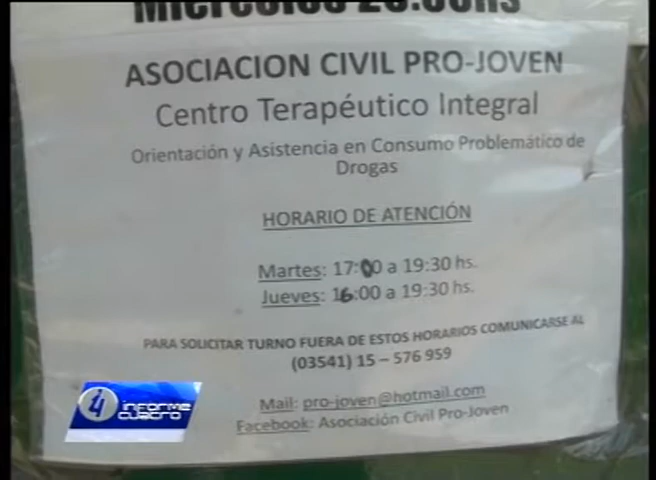 ASOCIACION CIVIL PRO-JOVEN
Centro Terapéutico Integral
Orientación y Asistencia en Consumo Problemático de
Drogas
HORARIO DE ATENCIÓN
Martes: 17:00 a 19:30 hs.
Jueves: 16:00 a 19:30 hs.
PARA SOLICITAR TURNO FUERA DE ESTOS HORARIOS COMUNICARSE AL
(03541) 15 – 576 959
Mail: pro-joven@hotmail.com
Facebook: Asociación Civil Pro-Joven
i4 INFORME
CUATRO